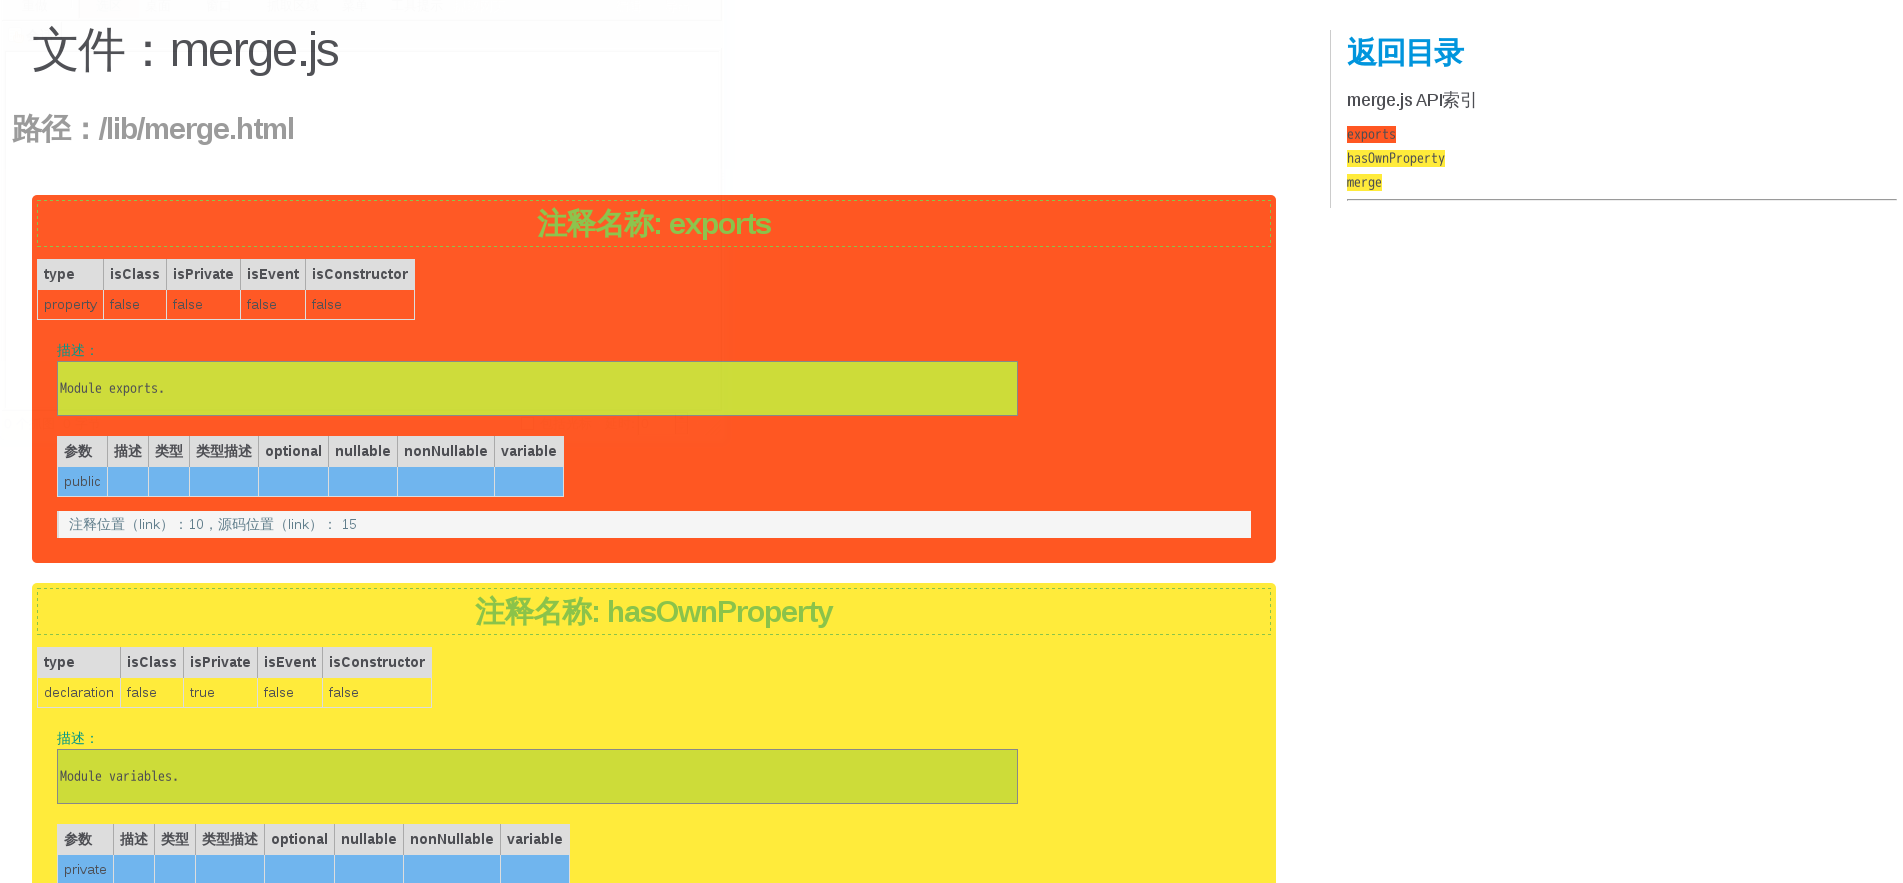 文件：merge.js
路径：/lib/merge.html
注释名称: exports
type isClass isPrivate isEvent isConstructor
property false false false false
描述：
Module exports.
参数 描述 类型 类型描述 optional nullable nonNullable variable
public
注释位置（link）：10，源码位置（link）： 15
注释名称: hasOwnProperty
type isClass isPrivate isEvent isConstructor
declaration false true false false
描述：
Module variables.
参数 描述 类型 类型描述 optional nullable nonNullable variable
private
返回目录
merge.js API索引
exports
hasOwnProperty
merge